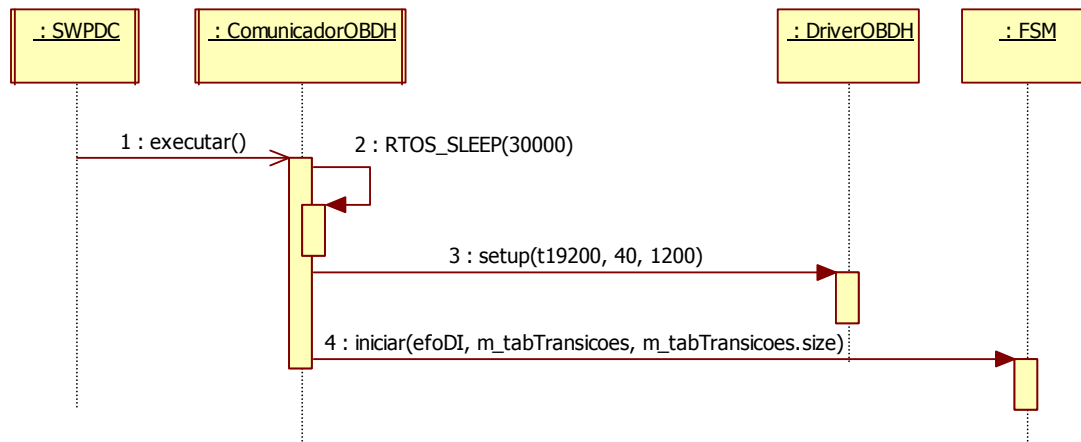 : SWPDC
: ComunicadorOBDH
: DriverOBDH
: FSM
1 : executar()
2 : RTOS_SLEEP(30000)
3 : setup(t19200, 40, 1200)
4 : iniciar(efoDI, m_tabTransicoes, m_tabTransicoes.size)